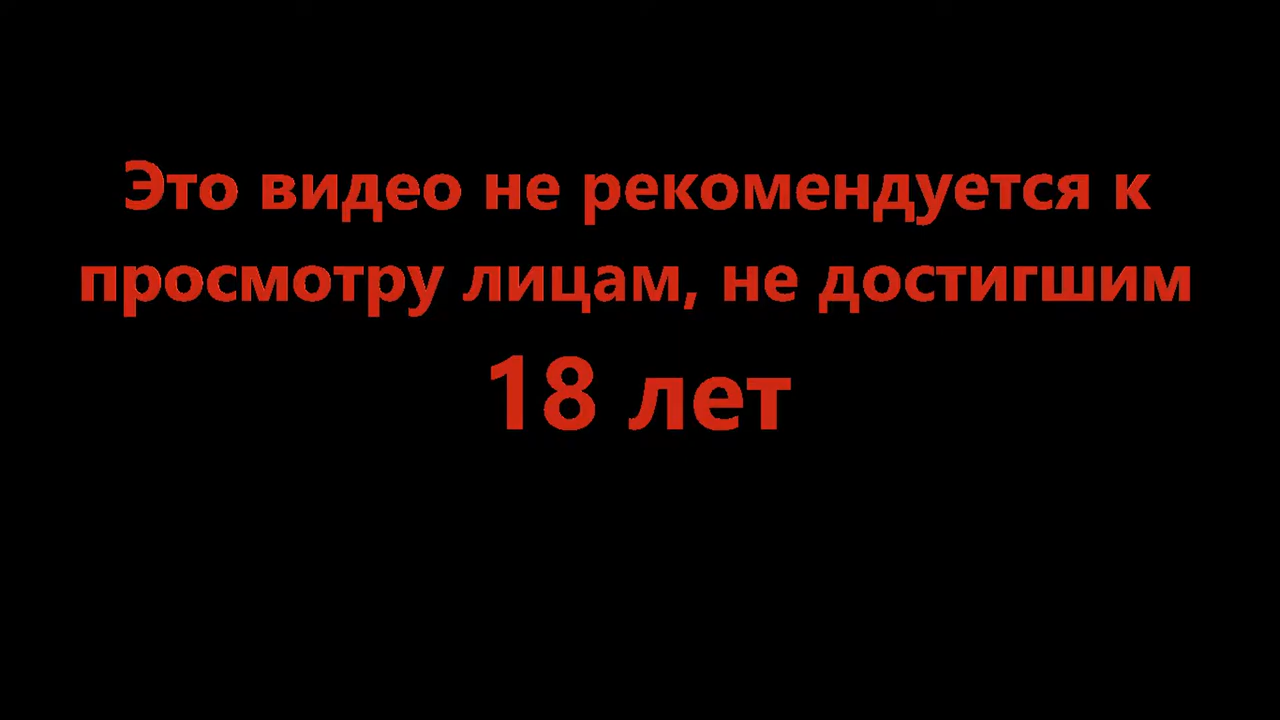 Это видео не рекомендуется к
просмотру лицам, не достигшим
18 лет